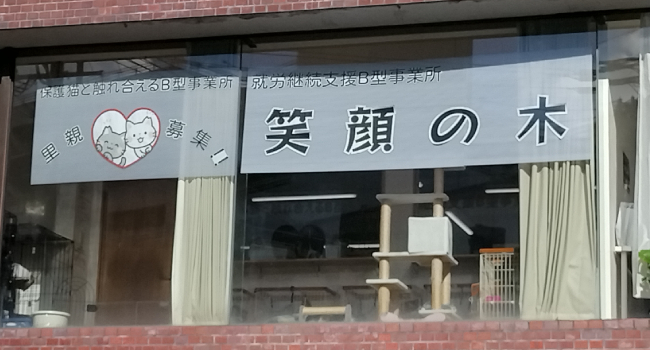 保護猫と触れ合えるB型事業所
里親募集!!
就労継続支援B型事業所
笑顔の木